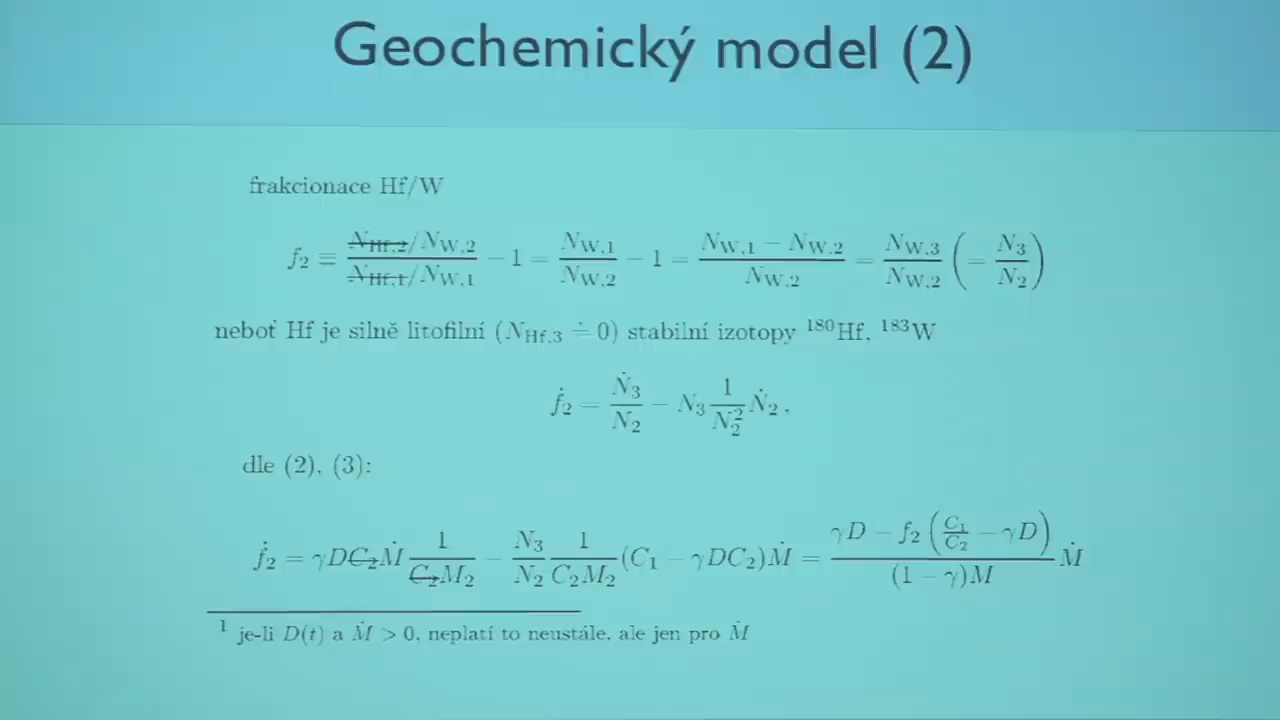 Geochemický model (2)
frakcionace Hf/W
f₂ ≡ (N_Hf,2/N_W,2)/(N_Hf,1/N_W,1) − 1 = N_W,1/N_W,2 − 1 = (N_W,1 − N_W,2)/N_W,2 = N_W,3/N_W,2 (= N₃/N₂)
neboť Hf je silně litofilní (N_Hf,3 ≐ 0) stabilní izotopy ¹⁸⁰Hf, ¹⁸³W
ḟ₂ = Ṅ₃/N₂ − N₃ 1/N₂² Ṅ₂ ,
dle (2), (3):
ḟ₂ = γDC₂Ṁ 1/(C₂M₂) − N₃/N₂ 1/(C₂M₂) (C₁ − γDC₂)Ṁ = (γD − f₂ (C₁/C₂ − γD))/((1 − γ)M) Ṁ
¹ je-li D(t) a Ṁ > 0, neplatí to neustále, ale jen pro Ṁ